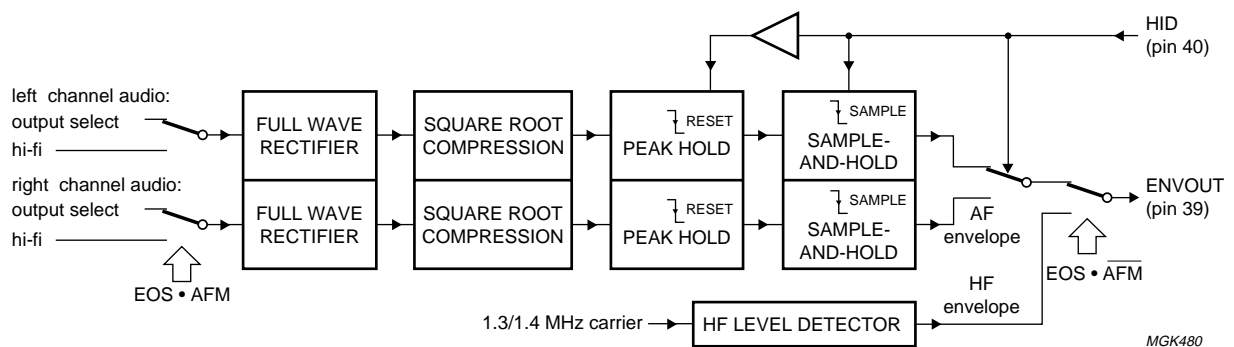 HID
(pin 40)
left channel audio:
output select
hi-fi
FULL WAVE
RECTIFIER
SQUARE ROOT
COMPRESSION
RESET
PEAK HOLD
SAMPLE
SAMPLE-
AND-HOLD
right channel audio:
output select
hi-fi
FULL WAVE
RECTIFIER
SQUARE ROOT
COMPRESSION
RESET
PEAK HOLD
SAMPLE
SAMPLE-
AND-HOLD
AF
envelope
ENVOUT
(pin 39)
EOS • AFM
EOS • A̅F̅M̅
HF
envelope
1.3/1.4 MHz carrier
HF LEVEL DETECTOR
MGK480